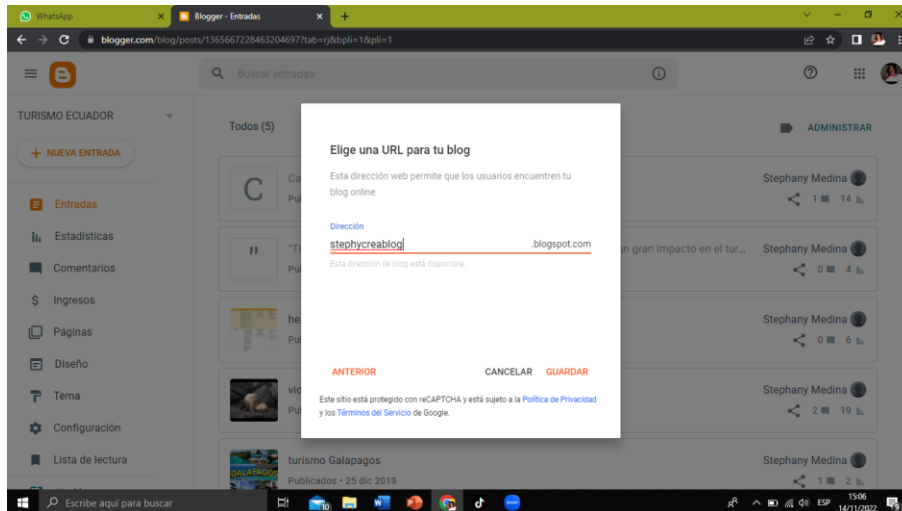 WhatsApp
Blogger - Entradas
blogger.com/blog/posts/1365667228463204697?tab=rj&bpli=1&pli=1
Buscar entradas
TURISMO ECUADOR
Todos (5)
ADMINISTRAR
NUEVA ENTRADA
Entradas
Estadísticas
Comentarios
Ingresos
Páginas
Diseño
Tema
Configuración
Lista de lectura
Elige una URL para tu blog
Esta dirección web permite que los usuarios encuentren tu
blog online
Dirección
stephycreablog .blogspot.com
Esta dirección de blog está disponible.
ANTERIOR CANCELAR GUARDAR
Este sitio está protegido con reCAPTCHA y está sujeto a la Política de Privacidad
y los Términos del Servicio de Google.
C
Stephany Medina
1 14
un gran impacto en el tur... Stephany Medina
0 4
Stephany Medina
0 6
Stephany Medina
2 19
GALAPAGOS
turismo Galapagos Stephany Medina
Publicados • 25 dic 2019 1 2
Escribe aquí para buscar
ESP
15:06
14/11/2022